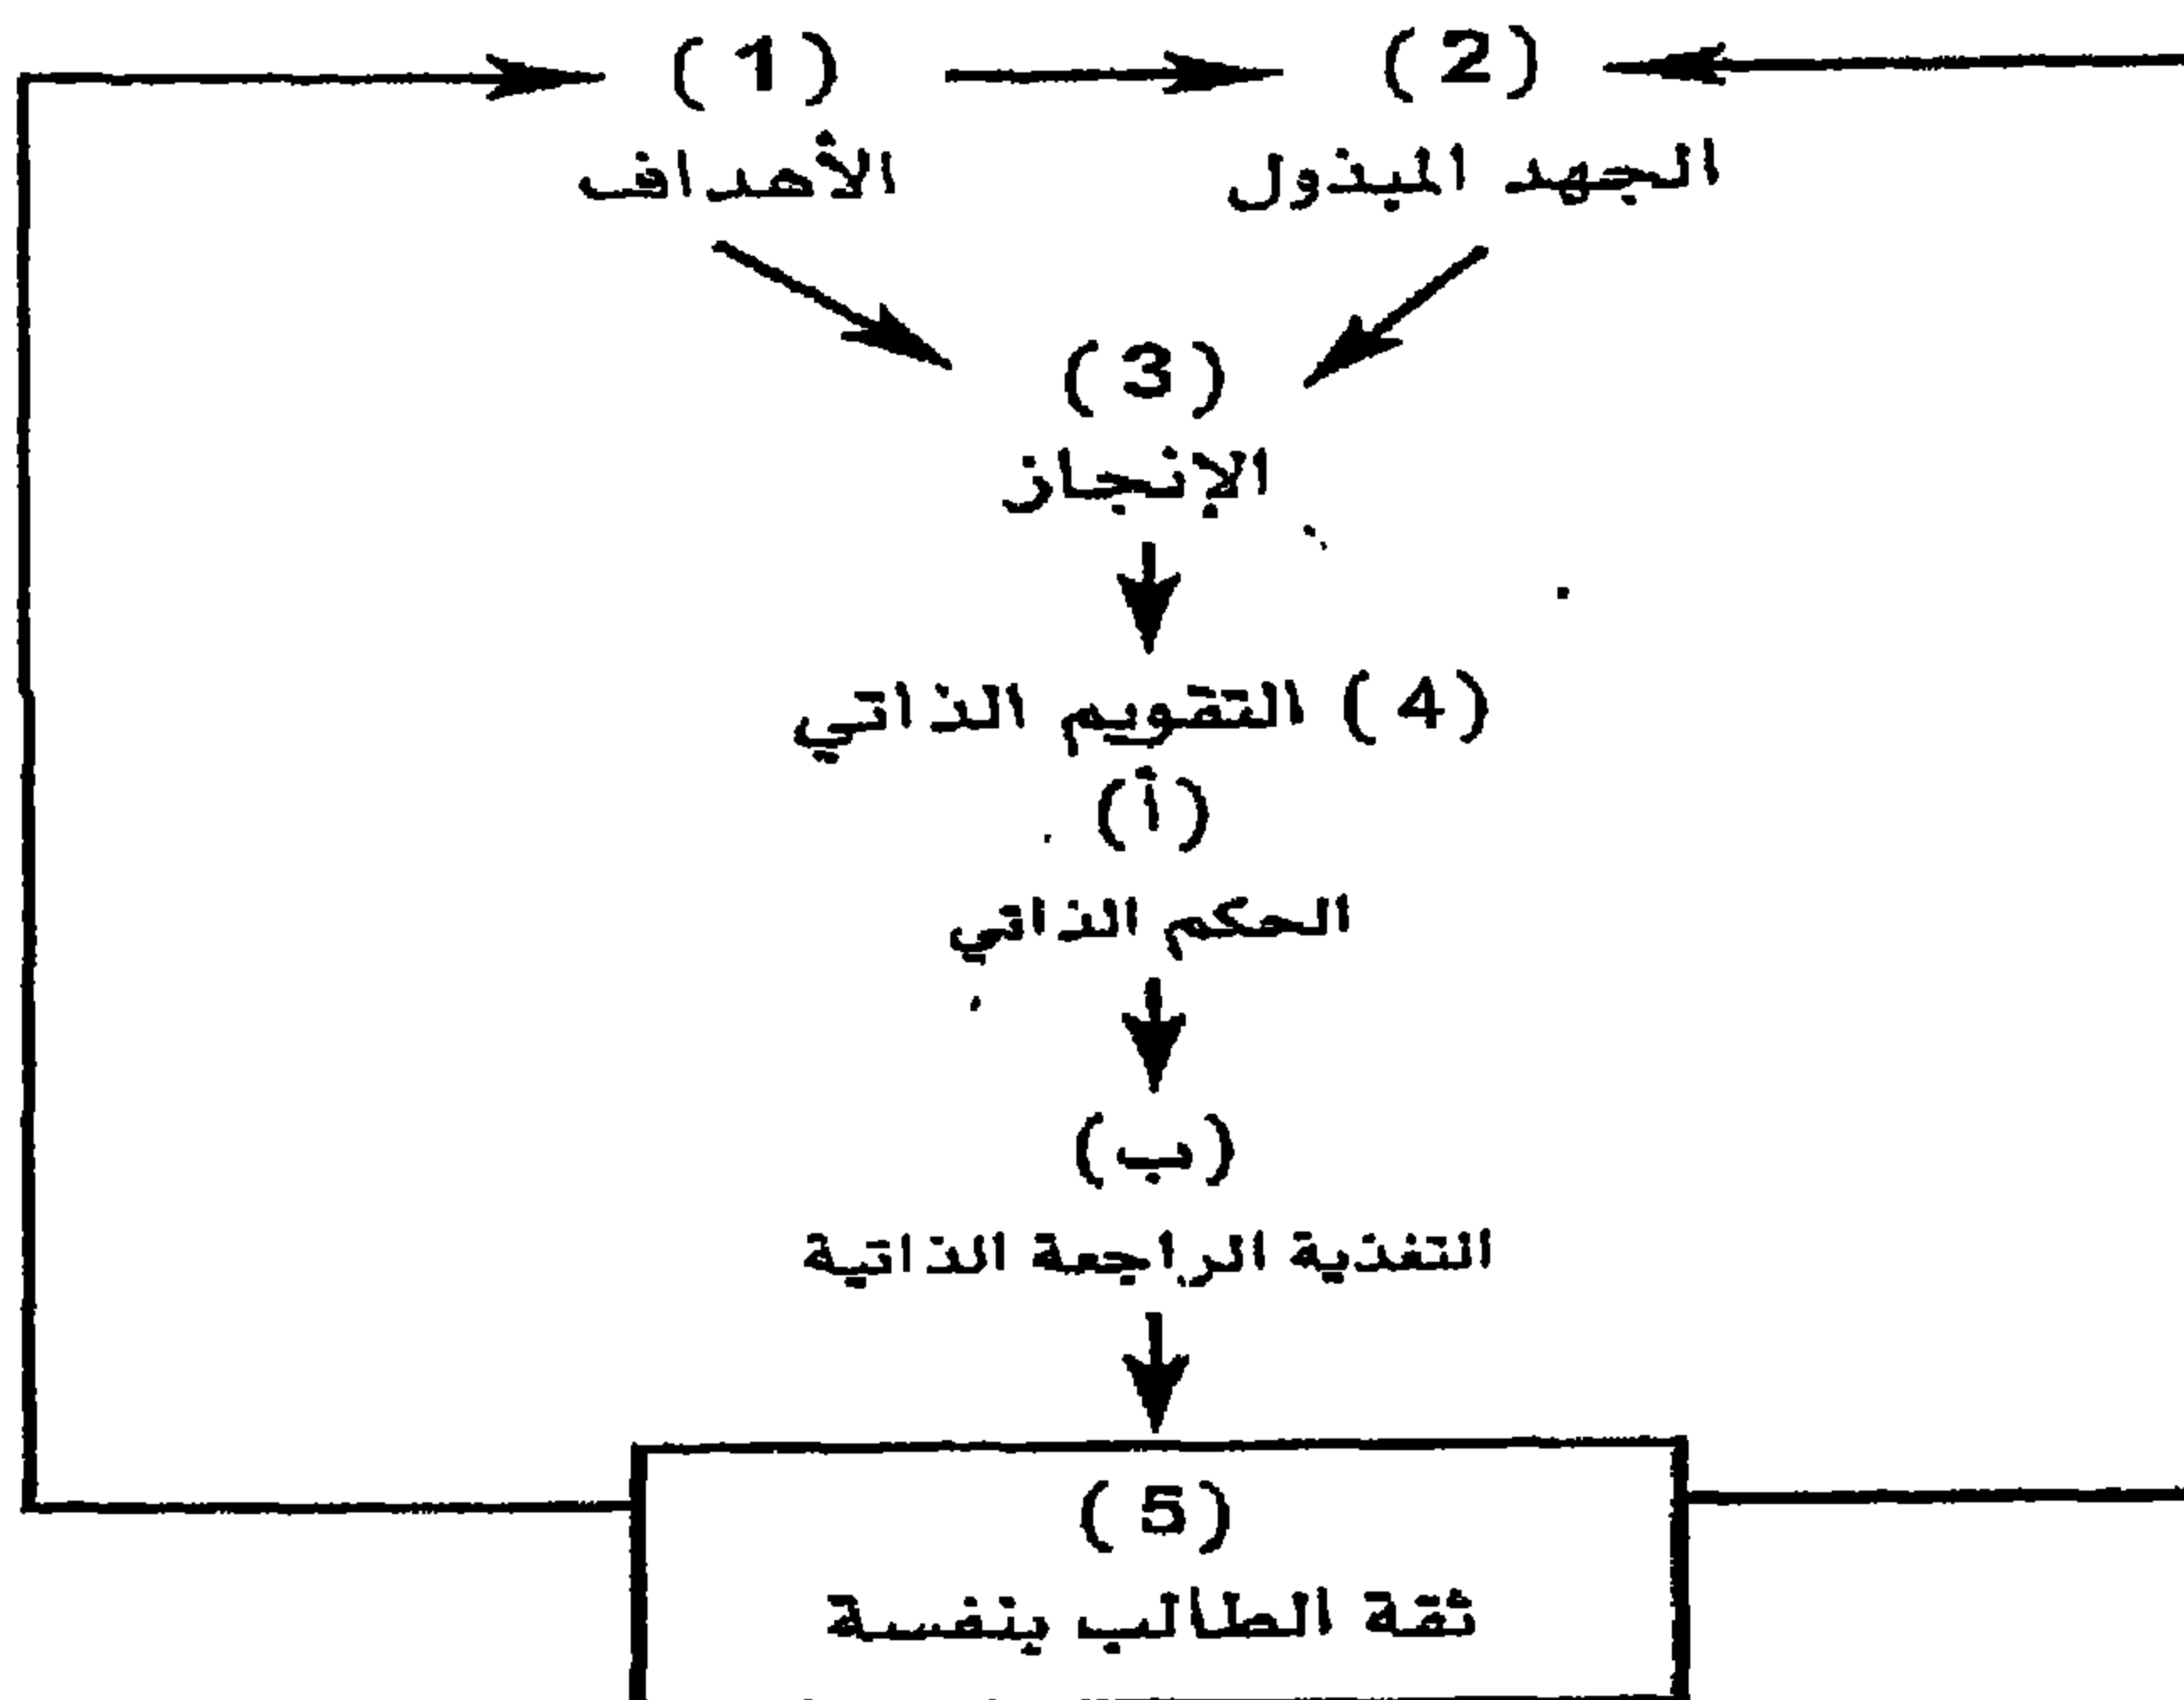 (1)
الأهداف
(2)
الجهد المبذول
(3)
الإنجاز
(4) التقويم الذاتي
(أ)
الحكم الذاتي
(ب)
التغذية الراجعة الذاتية
(5)
ثقة الطالب بنفسة